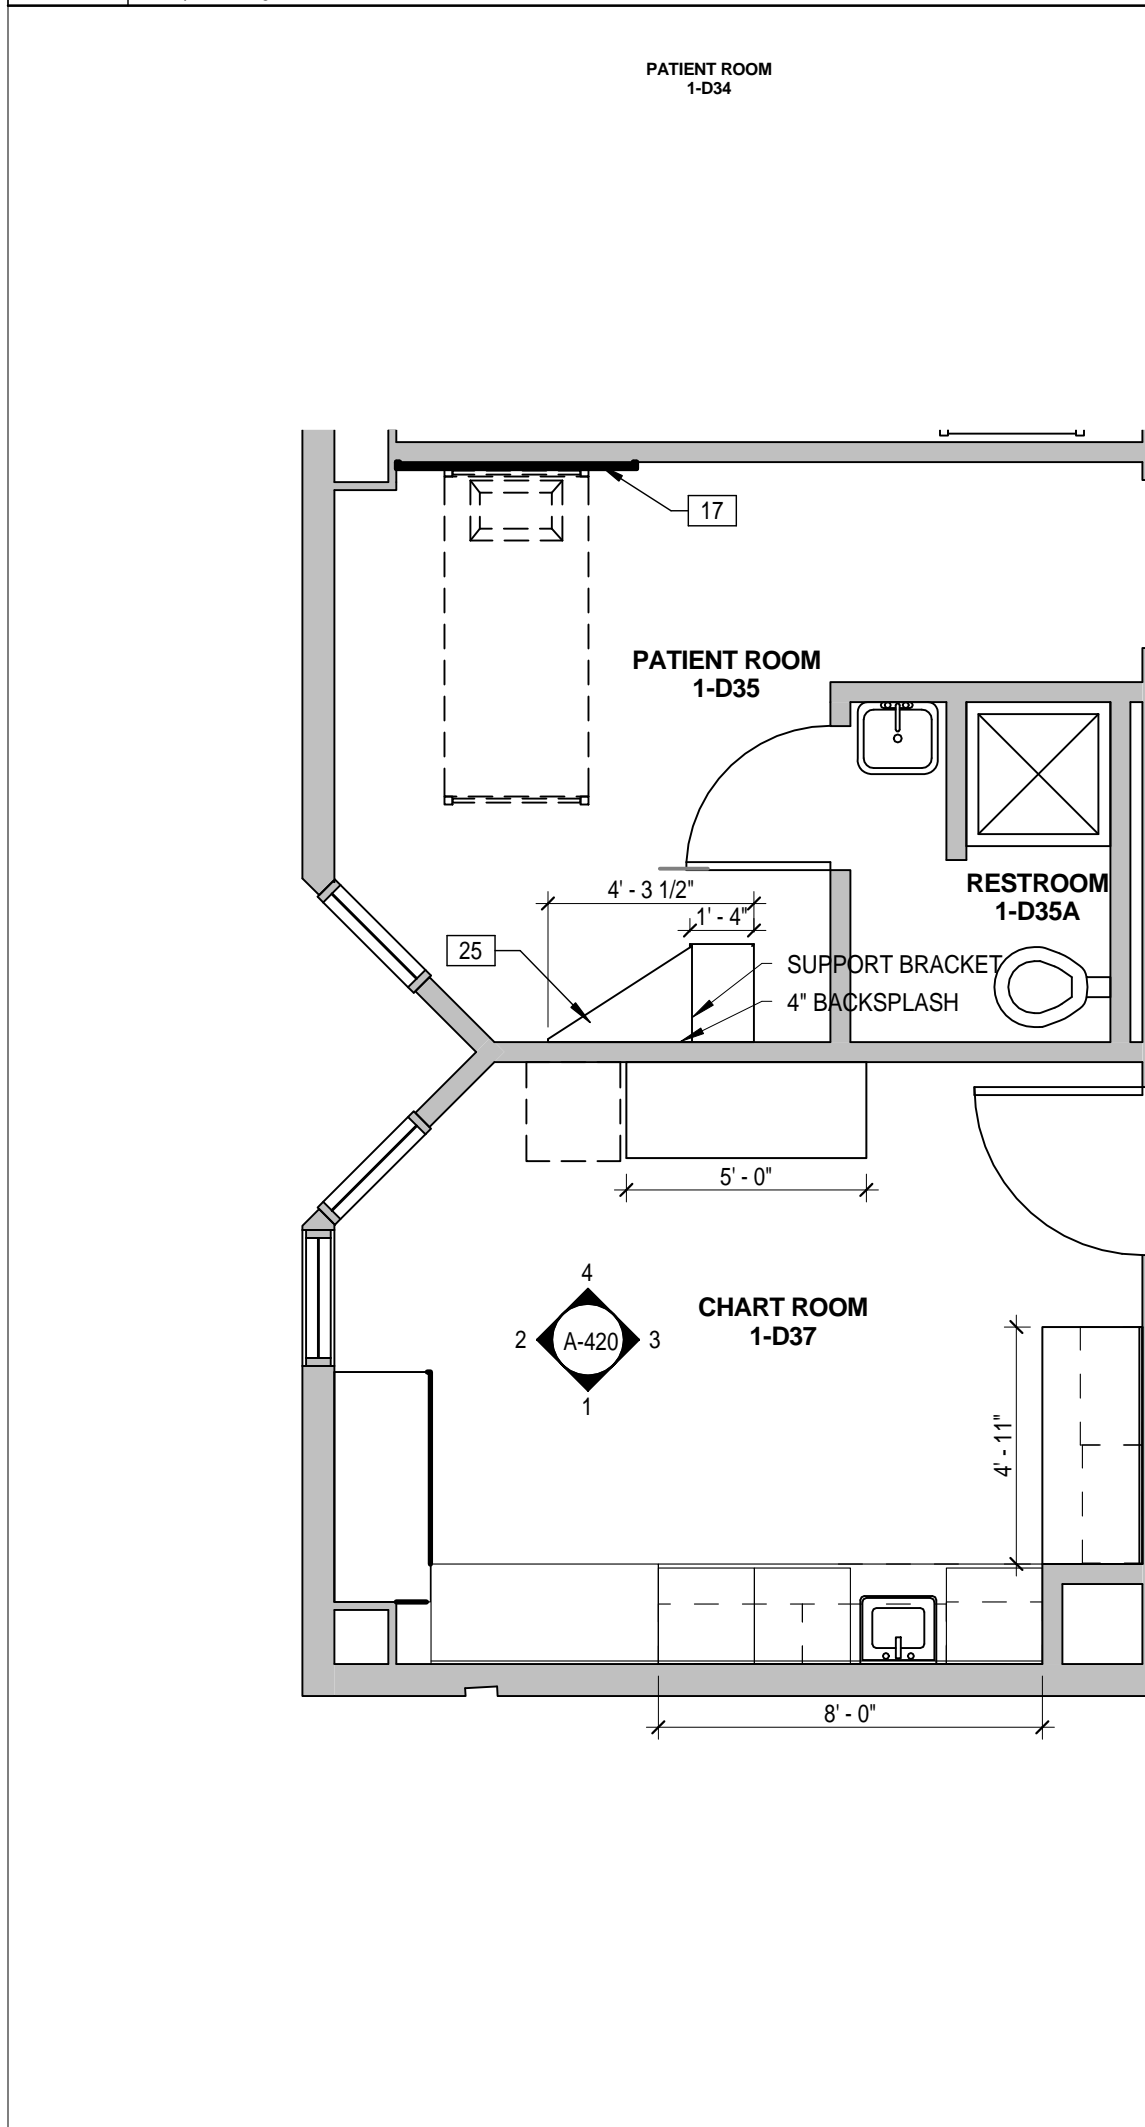 PATIENT ROOM
1-D34
17
PATIENT ROOM
1-D35
RESTROOM
1-D35A
4' - 3 1/2"
1' - 4"
25
SUPPORT BRACKET
4" BACKSPLASH
5' - 0"
4
CHART ROOM
1-D37
2
A-420
3
1
4' - 11"
8' - 0"